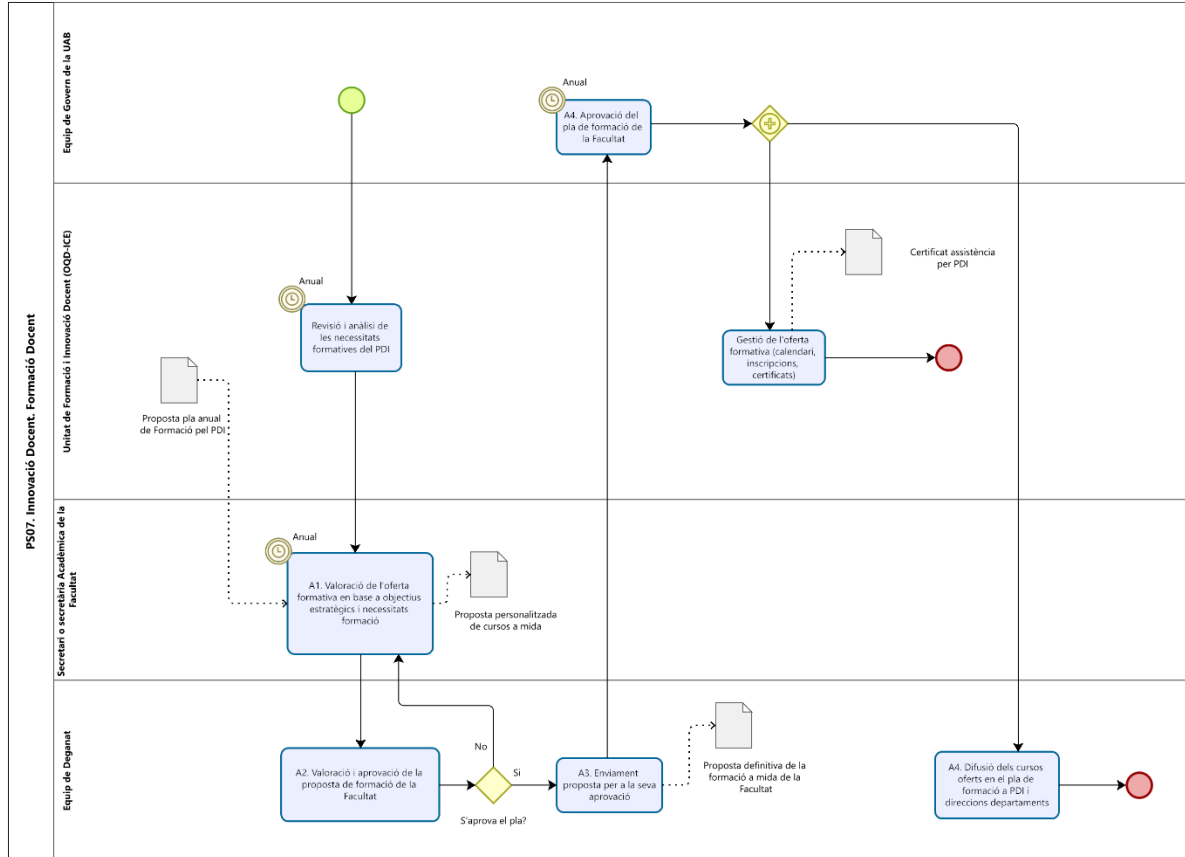 PS07. Innovació Docent. Formació Docent
Equip de Govern de la UAB
Anual
A4. Aprovació del
pla de formació de
la Facultat
Unitat de Formació i Innovació Docent (OQD-ICE)
Anual
Revisió i anàlisi de
les necessitats
formatives del PDI
Proposta pla anual
de Formació pel PDI
Certificat assistència
per PDI
Gestió de l'oferta
formativa (calendari,
inscripcions,
certificats)
Secretari o secretària Acadèmica de la
Facultat
Anual
A1. Valoració de l'oferta
formativa en base a objectius
estratègics i necessitats
formació
Proposta personalitzada
de cursos a mida
Equip de Deganat
A2. Valoració i aprovació de la
proposta de formació de la
Facultat
No
Si
S'aprova el pla?
A3. Enviament
proposta per a la seva
aprovació
Proposta definitiva de la
formació a mida de la
Facultat
A4. Difusió dels cursos
oferts en el pla de
formació a PDI i
direccions departaments